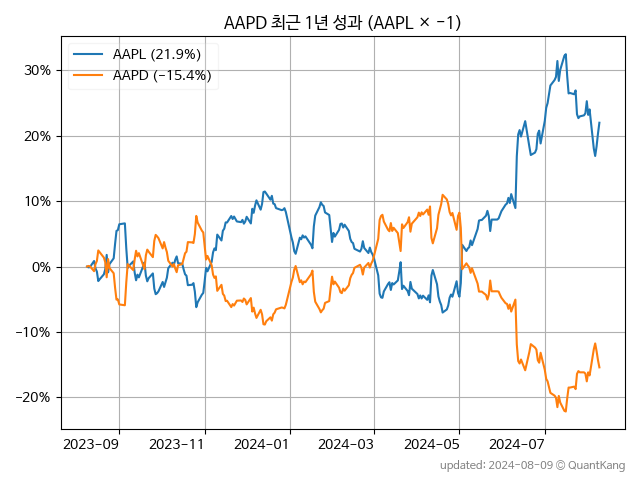 AAPD 최근 1년 성과 (AAPL × −1)
AAPL (21.9%)
AAPD (−15.4%)
30%
20%
10%
0%
−10%
−20%
2023-09 2023-11 2024-01 2024-03 2024-05 2024-07
updated: 2024-08-09 © QuantKang